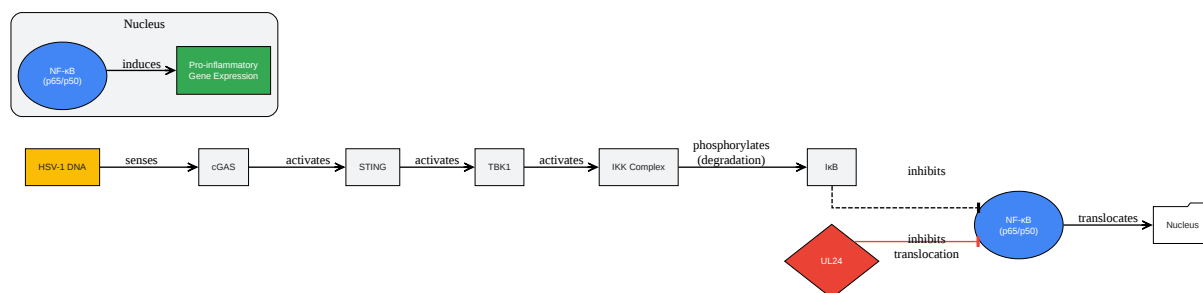 Nucleus
NF-κB
(p65/p50)
induces
Pro-inflammatory
Gene Expression
HSV-1 DNA
senses
cGAS
activates
STING
activates
TBK1
activates
IKK Complex
phosphorylates
(degradation)
IκB
inhibits
UL24
inhibits
translocation
NF-κB
(p65/p50)
translocates
Nucleus